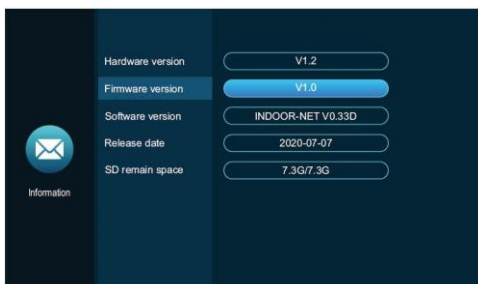 Hardware version V1.2
Firmware version V1.0
Software version INDOOR-NET V0.33D
Release date 2020-07-07
SD remain space 7.3G/7.3G
Information